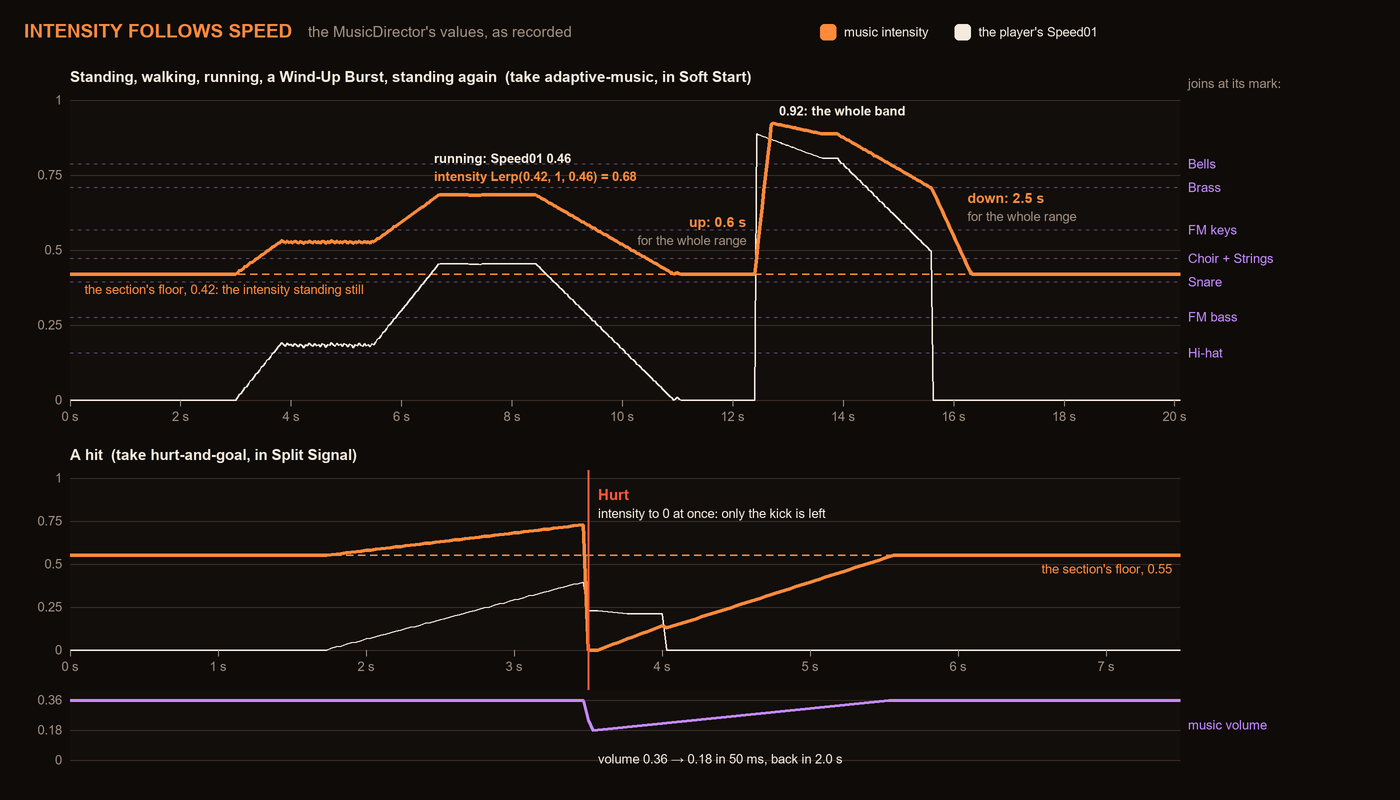 INTENSITY FOLLOWS SPEED the MusicDirector's values, as recorded
music intensity
the player's Speed01
Standing, walking, running, a Wind-Up Burst, standing again (take adaptive-music, in Soft Start)
joins at its mark:
1
0.92: the whole band
running: Speed01 0.46
Bells
0.75
intensity Lerp(0.42, 1, 0.46) = 0.68
Brass
down: 2.5 s
for the whole range
up: 0.6 s
for the whole range
FM keys
0.5
Choir + Strings
the section's floor, 0.42: the intensity standing still
Snare
FM bass
0.25
Hi-hat
0
0 s 2 s 4 s 6 s 8 s 10 s 12 s 14 s 16 s 18 s 20 s
A hit (take hurt-and-goal, in Split Signal)
1
Hurt
intensity to 0 at once: only the kick is left
0.75
0.5
the section's floor, 0.55
0.25
0
0 s 1 s 2 s 3 s 4 s 5 s 6 s 7 s
0.36
0.18
music volume
0
volume 0.36 → 0.18 in 50 ms, back in 2.0 s